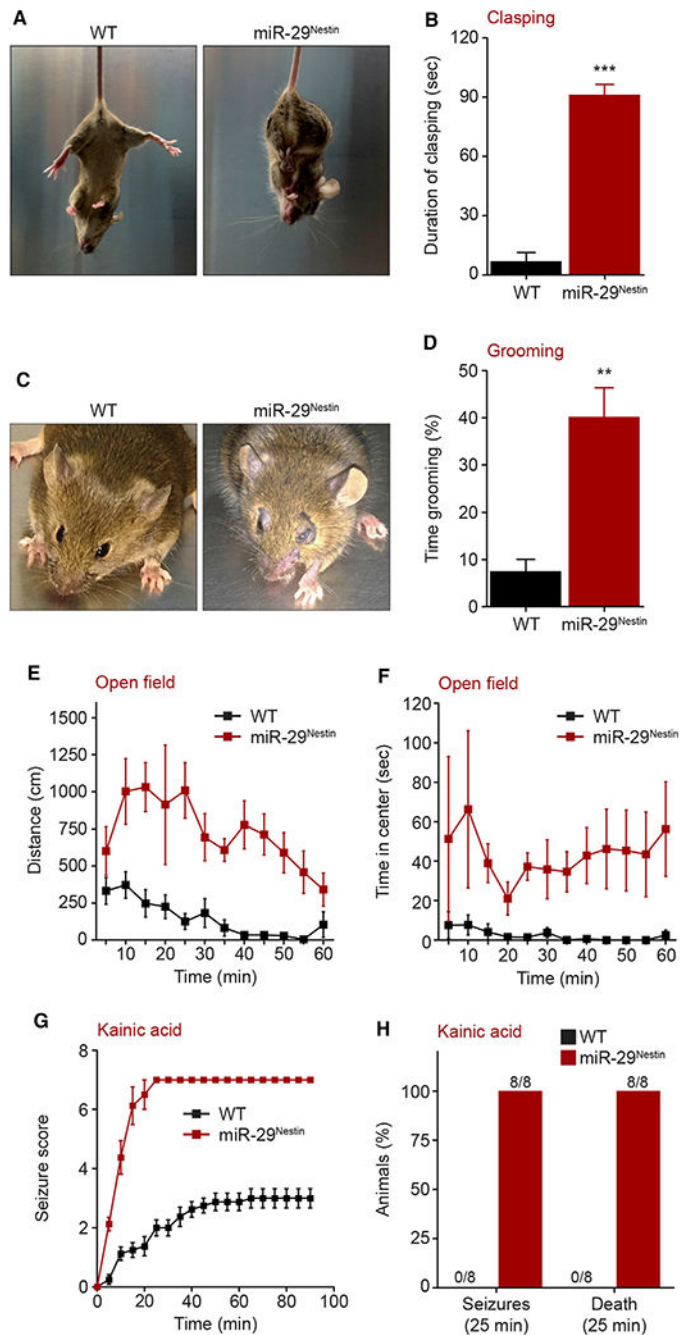 A
WT
miR-29Nestin
B
Clasping
Duration of clasping (sec)
120
90
60
30
0
***
WT
miR-29Nestin
C
WT
miR-29Nestin
D
Grooming
Time grooming (%)
50
40
30
20
10
0
**
WT
miR-29Nestin
E
Open field
WT
miR-29Nestin
Distance (cm)
1500
1250
1000
750
500
250
0
10 20 30 40 50 60
Time (min)
F
Open field
WT
miR-29Nestin
Time in center (sec)
120
100
80
60
40
20
0
10 20 30 40 50 60
Time (min)
G
Kainic acid
WT
miR-29Nestin
Seizure score
8
6
4
2
0
0 20 40 60 80 100
Time (min)
H
Kainic acid
WT
miR-29Nestin
Animals (%)
100
75
50
25
0
0/8 8/8 0/8 8/8
Seizures Death
(25 min) (25 min)